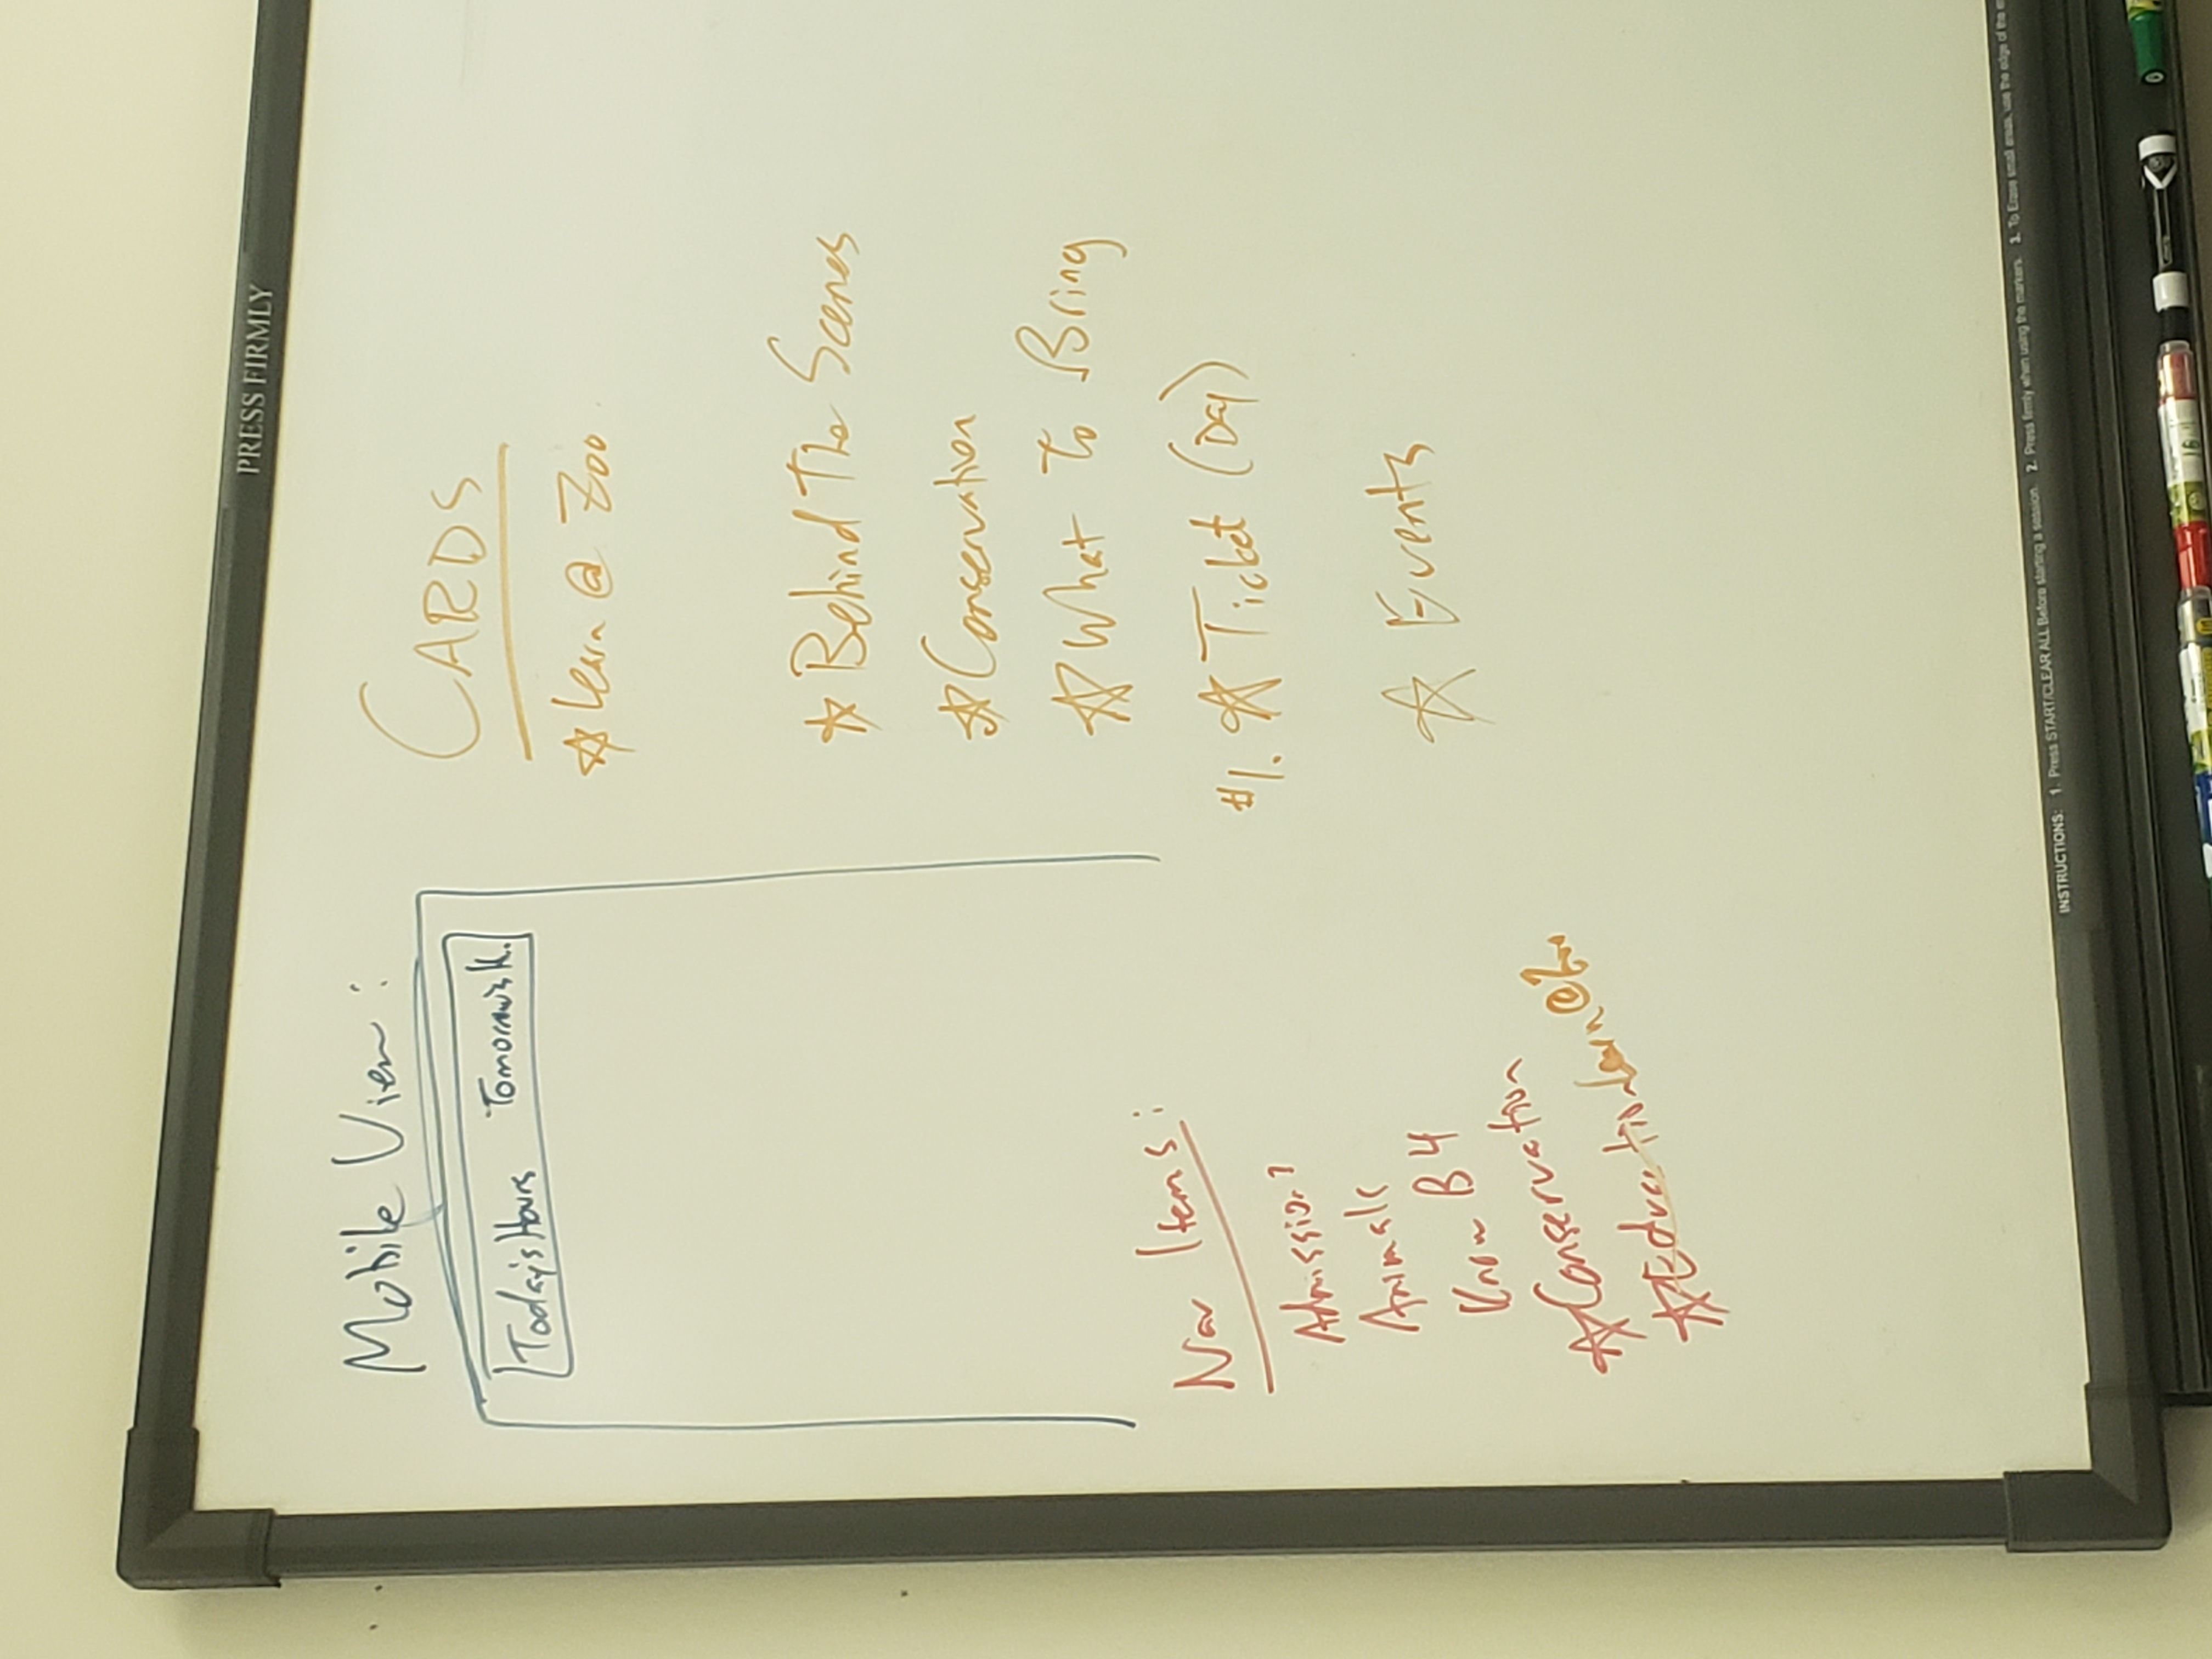 PRESS FIRMLY
Mobile View:
Today's Hours Tomorrow's H.
Nav Items:
Admissions
Animals
Know B 4
☆Conservation
☆Education Learn@Zoo
CARDS
☆ Learn @ Zoo
☆ Behind The Scenes
☆ Conservation
☆ What To Bring
#1. ☆ Ticket (Day)
☆ Events
INSTRUCTIONS: 1. Press START/CLEAR ALL Before starting a session. 2. Press firmly when using the markers. 3. To Erase small areas, use the edge of the
16